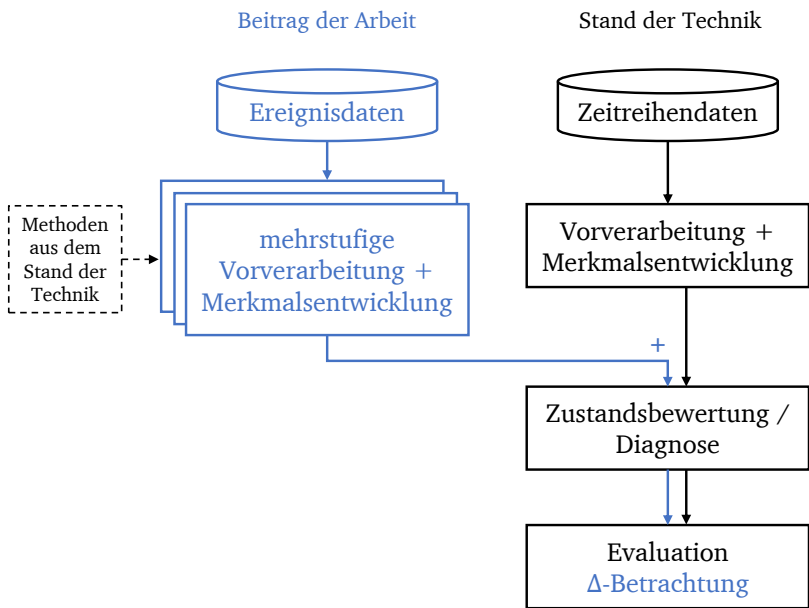 Beitrag der Arbeit
Stand der Technik
Ereignisdaten
Zeitreihendaten
Methoden
aus dem
Stand der
Technik
mehrstufige
Vorverarbeitung +
Merkmalsentwicklung
Vorverarbeitung +
Merkmalsentwicklung
+
Zustandsbewertung /
Diagnose
Evaluation
Δ-Betrachtung